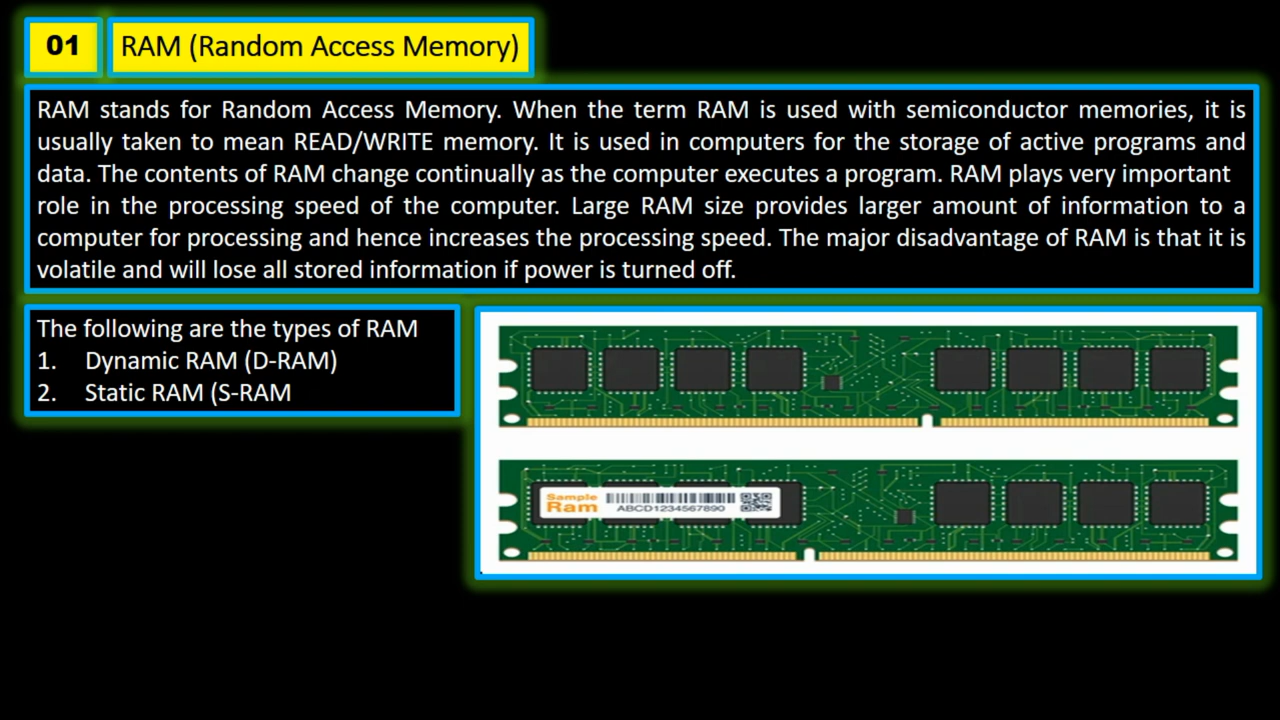 01
RAM (Random Access Memory)
RAM stands for Random Access Memory. When the term RAM is used with semiconductor memories, it is
usually taken to mean READ/WRITE memory. It is used in computers for the storage of active programs and
data. The contents of RAM change continually as the computer executes a program. RAM plays very important
role in the processing speed of the computer. Large RAM size provides larger amount of information to a
computer for processing and hence increases the processing speed. The major disadvantage of RAM is that it is
volatile and will lose all stored information if power is turned off.
The following are the types of RAM
1. Dynamic RAM (D-RAM)
2. Static RAM (S-RAM
Sample
Ram
ABCD1234567890